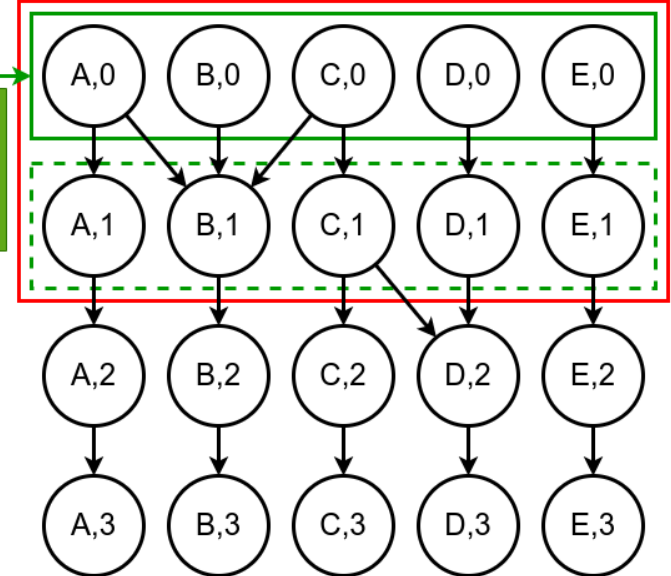 A,0 B,0 C,0 D,0 E,0
A,1 B,1 C,1 D,1 E,1
A,2 B,2 C,2 D,2 E,2
A,3 B,3 C,3 D,3 E,3